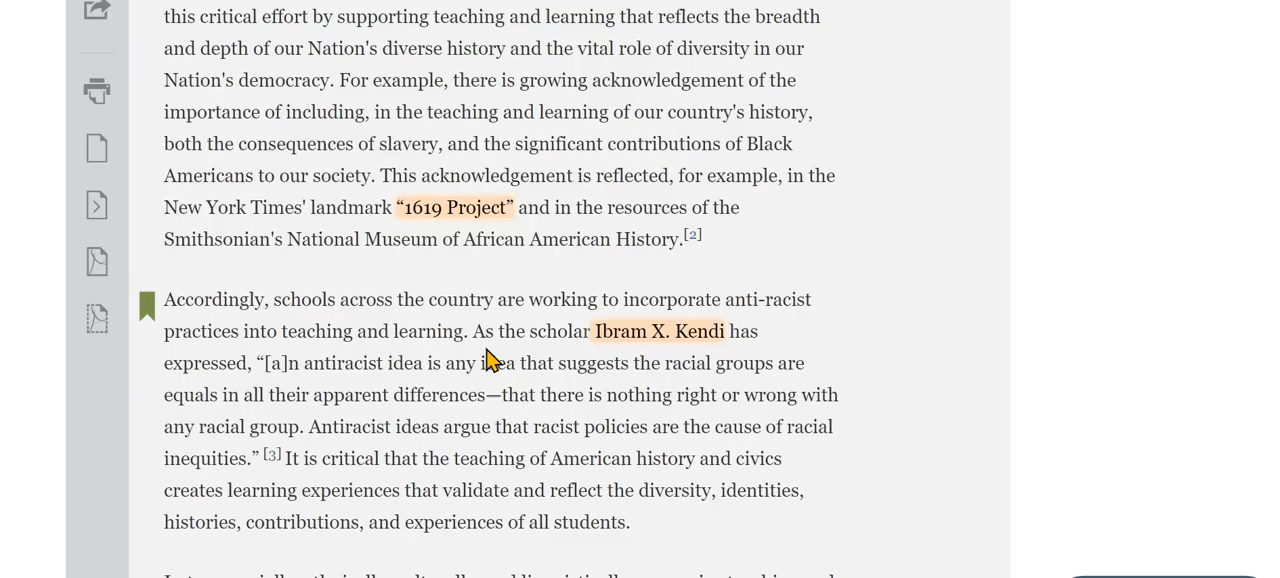 this critical effort by supporting teaching and learning that reflects the breadth
and depth of our Nation's diverse history and the vital role of diversity in our
Nation's democracy. For example, there is growing acknowledgement of the
importance of including, in the teaching and learning of our country's history,
both the consequences of slavery, and the significant contributions of Black
Americans to our society. This acknowledgement is reflected, for example, in the
New York Times' landmark “1619 Project” and in the resources of the
Smithsonian's National Museum of African American History.[2]
Accordingly, schools across the country are working to incorporate anti-racist
practices into teaching and learning. As the scholar Ibram X. Kendi has
expressed, “[a]n antiracist idea is any idea that suggests the racial groups are
equals in all their apparent differences—that there is nothing right or wrong with
any racial group. Antiracist ideas argue that racist policies are the cause of racial
inequities.” [3] It is critical that the teaching of American history and civics
creates learning experiences that validate and reflect the diversity, identities,
histories, contributions, and experiences of all students.